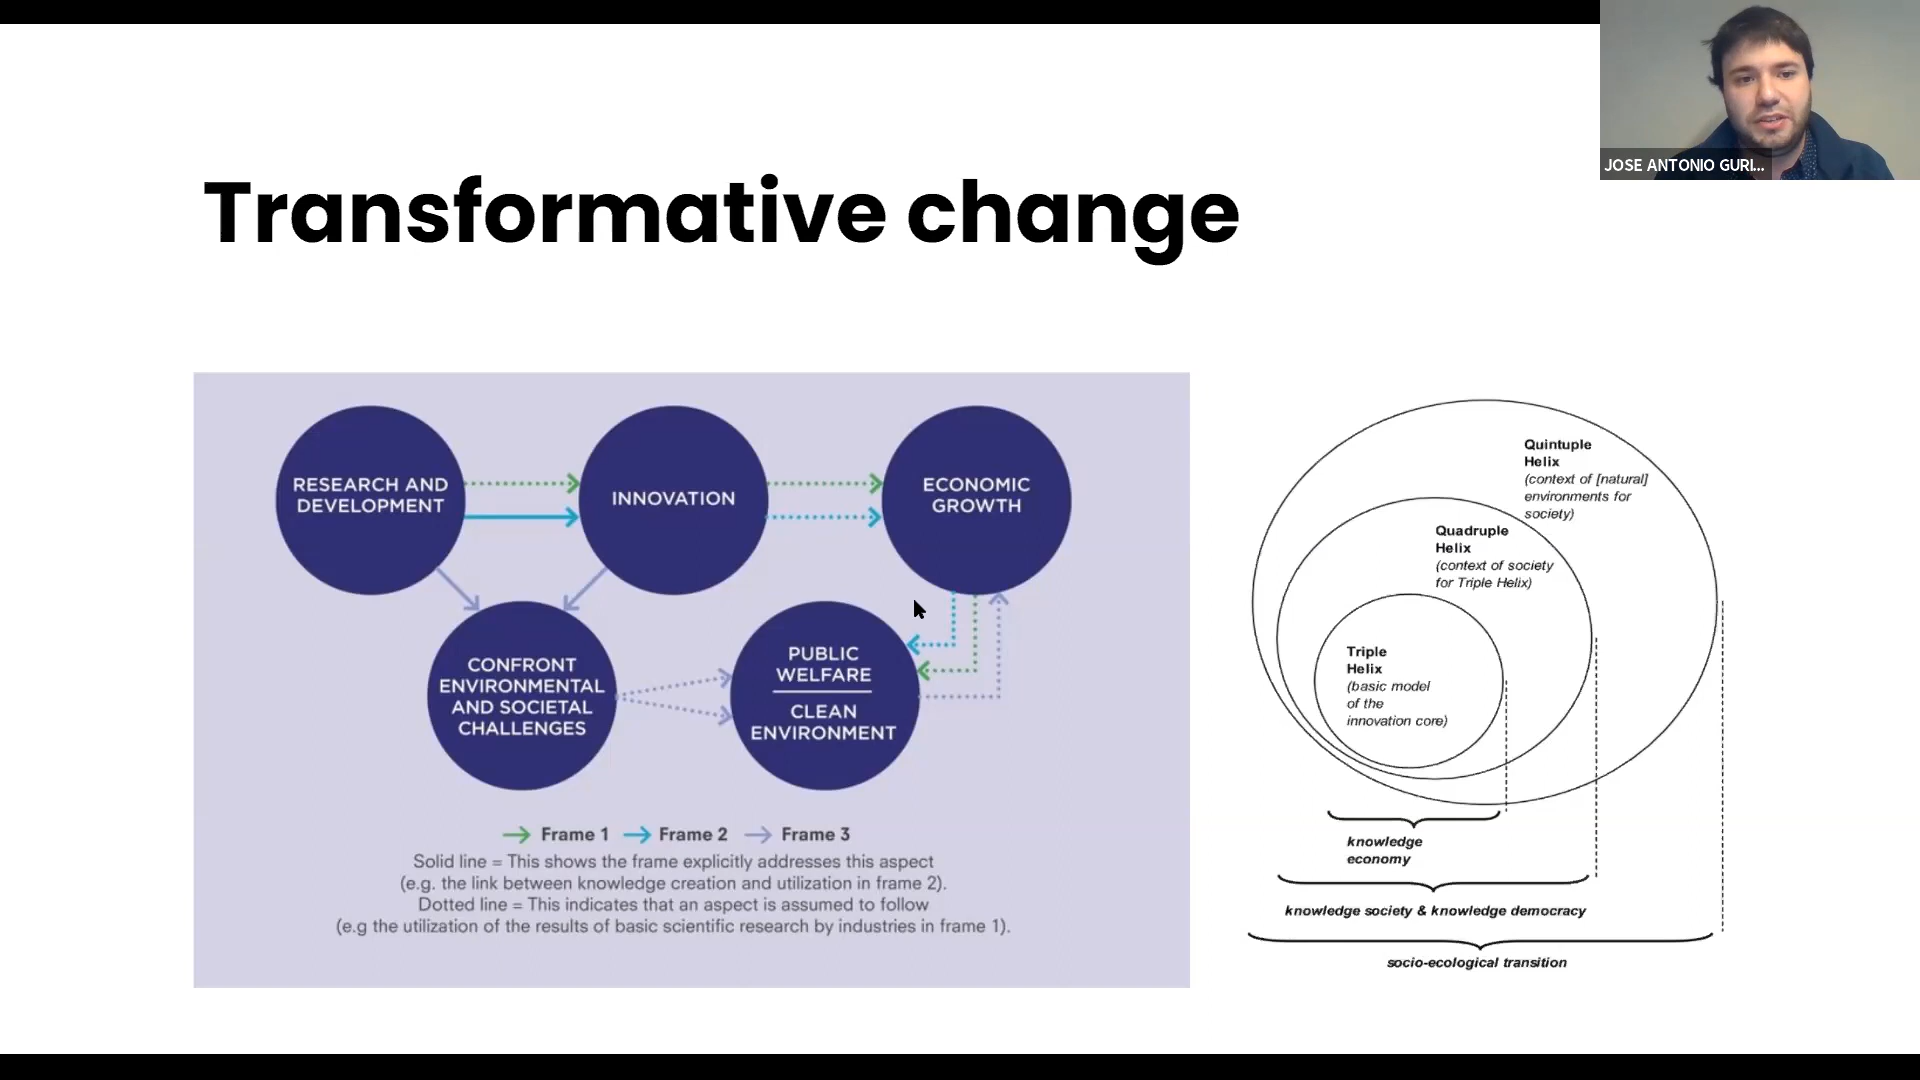 JOSE ANTONIO GURI...
Transformative change
RESEARCH AND
DEVELOPMENT
INNOVATION
ECONOMIC
GROWTH
CONFRONT
ENVIRONMENTAL
AND SOCIETAL
CHALLENGES
PUBLIC
WELFARE
CLEAN
ENVIRONMENT
Frame 1 Frame 2 Frame 3
Solid line = This shows the frame explicitly addresses this aspect
(e.g. the link between knowledge creation and utilization in frame 2).
Dotted line = This indicates that an aspect is assumed to follow
(e.g the utilization of the results of basic scientific research by industries in frame 1).
Quintuple
Helix
(context of [natural]
environments for
society)
Quadruple
Helix
(context of society
for Triple Helix)
Triple
Helix
(basic model
of the
innovation core)
knowledge
economy
knowledge society & knowledge democracy
socio-ecological transition